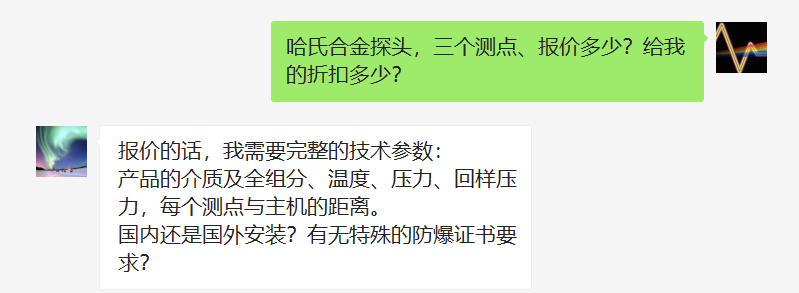 哈氏合金探头，三个测点、报价多少？给我
的折扣多少？
报价的话，我需要完整的技术参数：
产品的介质及全组分、温度、压力、回样压
力，每个测点与主机的距离。
国内还是国外安装？有无特殊的防爆证书要
求？